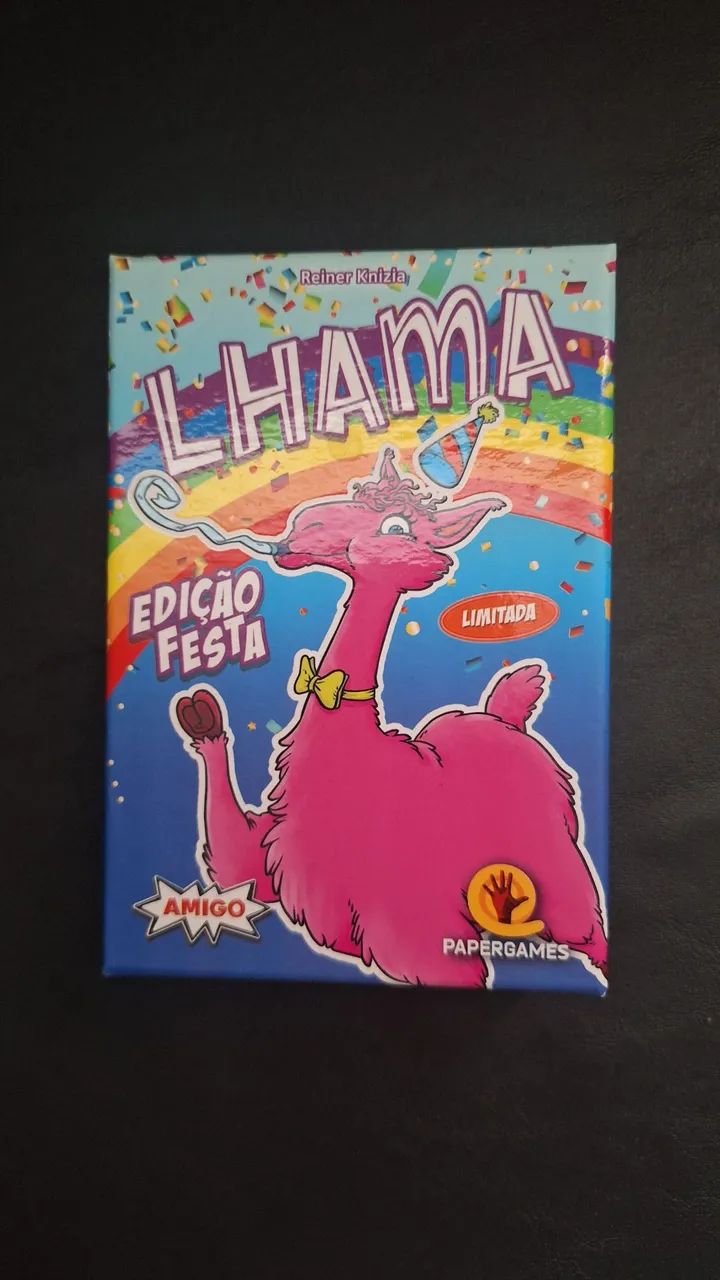 Reiner Knizia
LHAMA
EDIÇÃO
FESTA
LIMITADA
AMIGO
PAPERGAMES